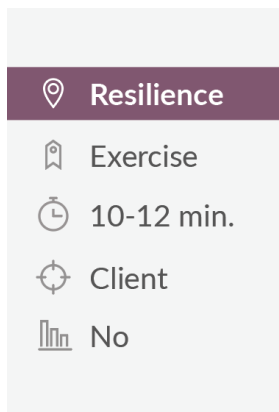 Resilience
Exercise
10-12 min.
Client
No